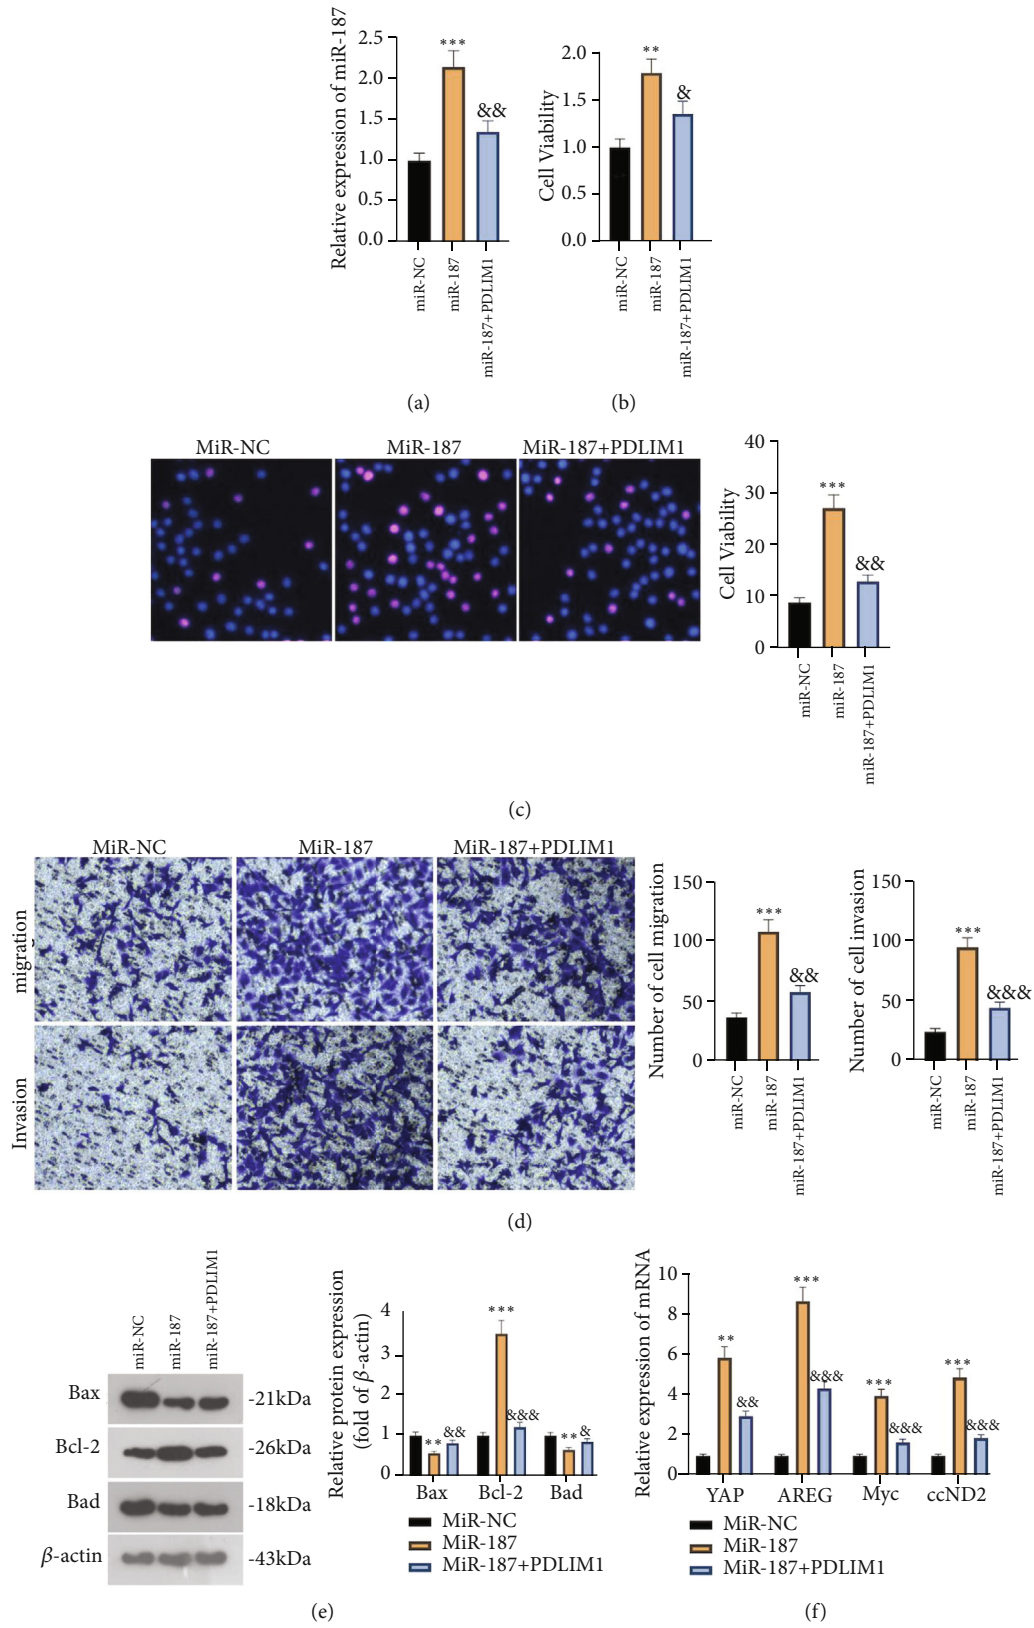 Relative expression of miR-187
2.5
2.0
1.5
1.0
0.5
0.0
***
&&
miR-NC
miR-187
miR-187+PDLIM1
(a)
Cell Viability
2.0
1.5
1.0
0.5
0.0
**
&
miR-NC
miR-187
miR-187+PDLIM1
(b)
MiR-NC
MiR-187
MiR-187+PDLIM1
Cell Viability
40
30
20
10
0
***
&&
miR-NC
miR-187
miR-187+PDLIM1
(c)
MiR-NC
MiR-187
MiR-187+PDLIM1
migration
Invasion
Number of cell migration
150
100
50
0
***
&&
miR-NC
miR-187
miR-187+PDLIM1
Number of cell invasion
150
100
50
0
***
&&&
miR-NC
miR-187
miR-187+PDLIM1
(d)
miR-NC
miR-187
miR-187+PDLIM1
Bax
-21kDa
Bcl-2
-26kDa
Bad
-18kDa
β-actin
-43kDa
Relative protein expression
(fold of β-actin)
4
3
2
1
0
**
&&
***
&&&
**
&
Bax
Bcl-2
Bad
MiR-NC
MiR-187
MiR-187+PDLIM1
(e)
Relative expression of mRNA
10
8
6
4
2
0
**
&&
***
&&&
***
&&&
***
&&&
YAP
AREG
Myc
ccND2
MiR-NC
MiR-187
MiR-187+PDLIM1
(f)